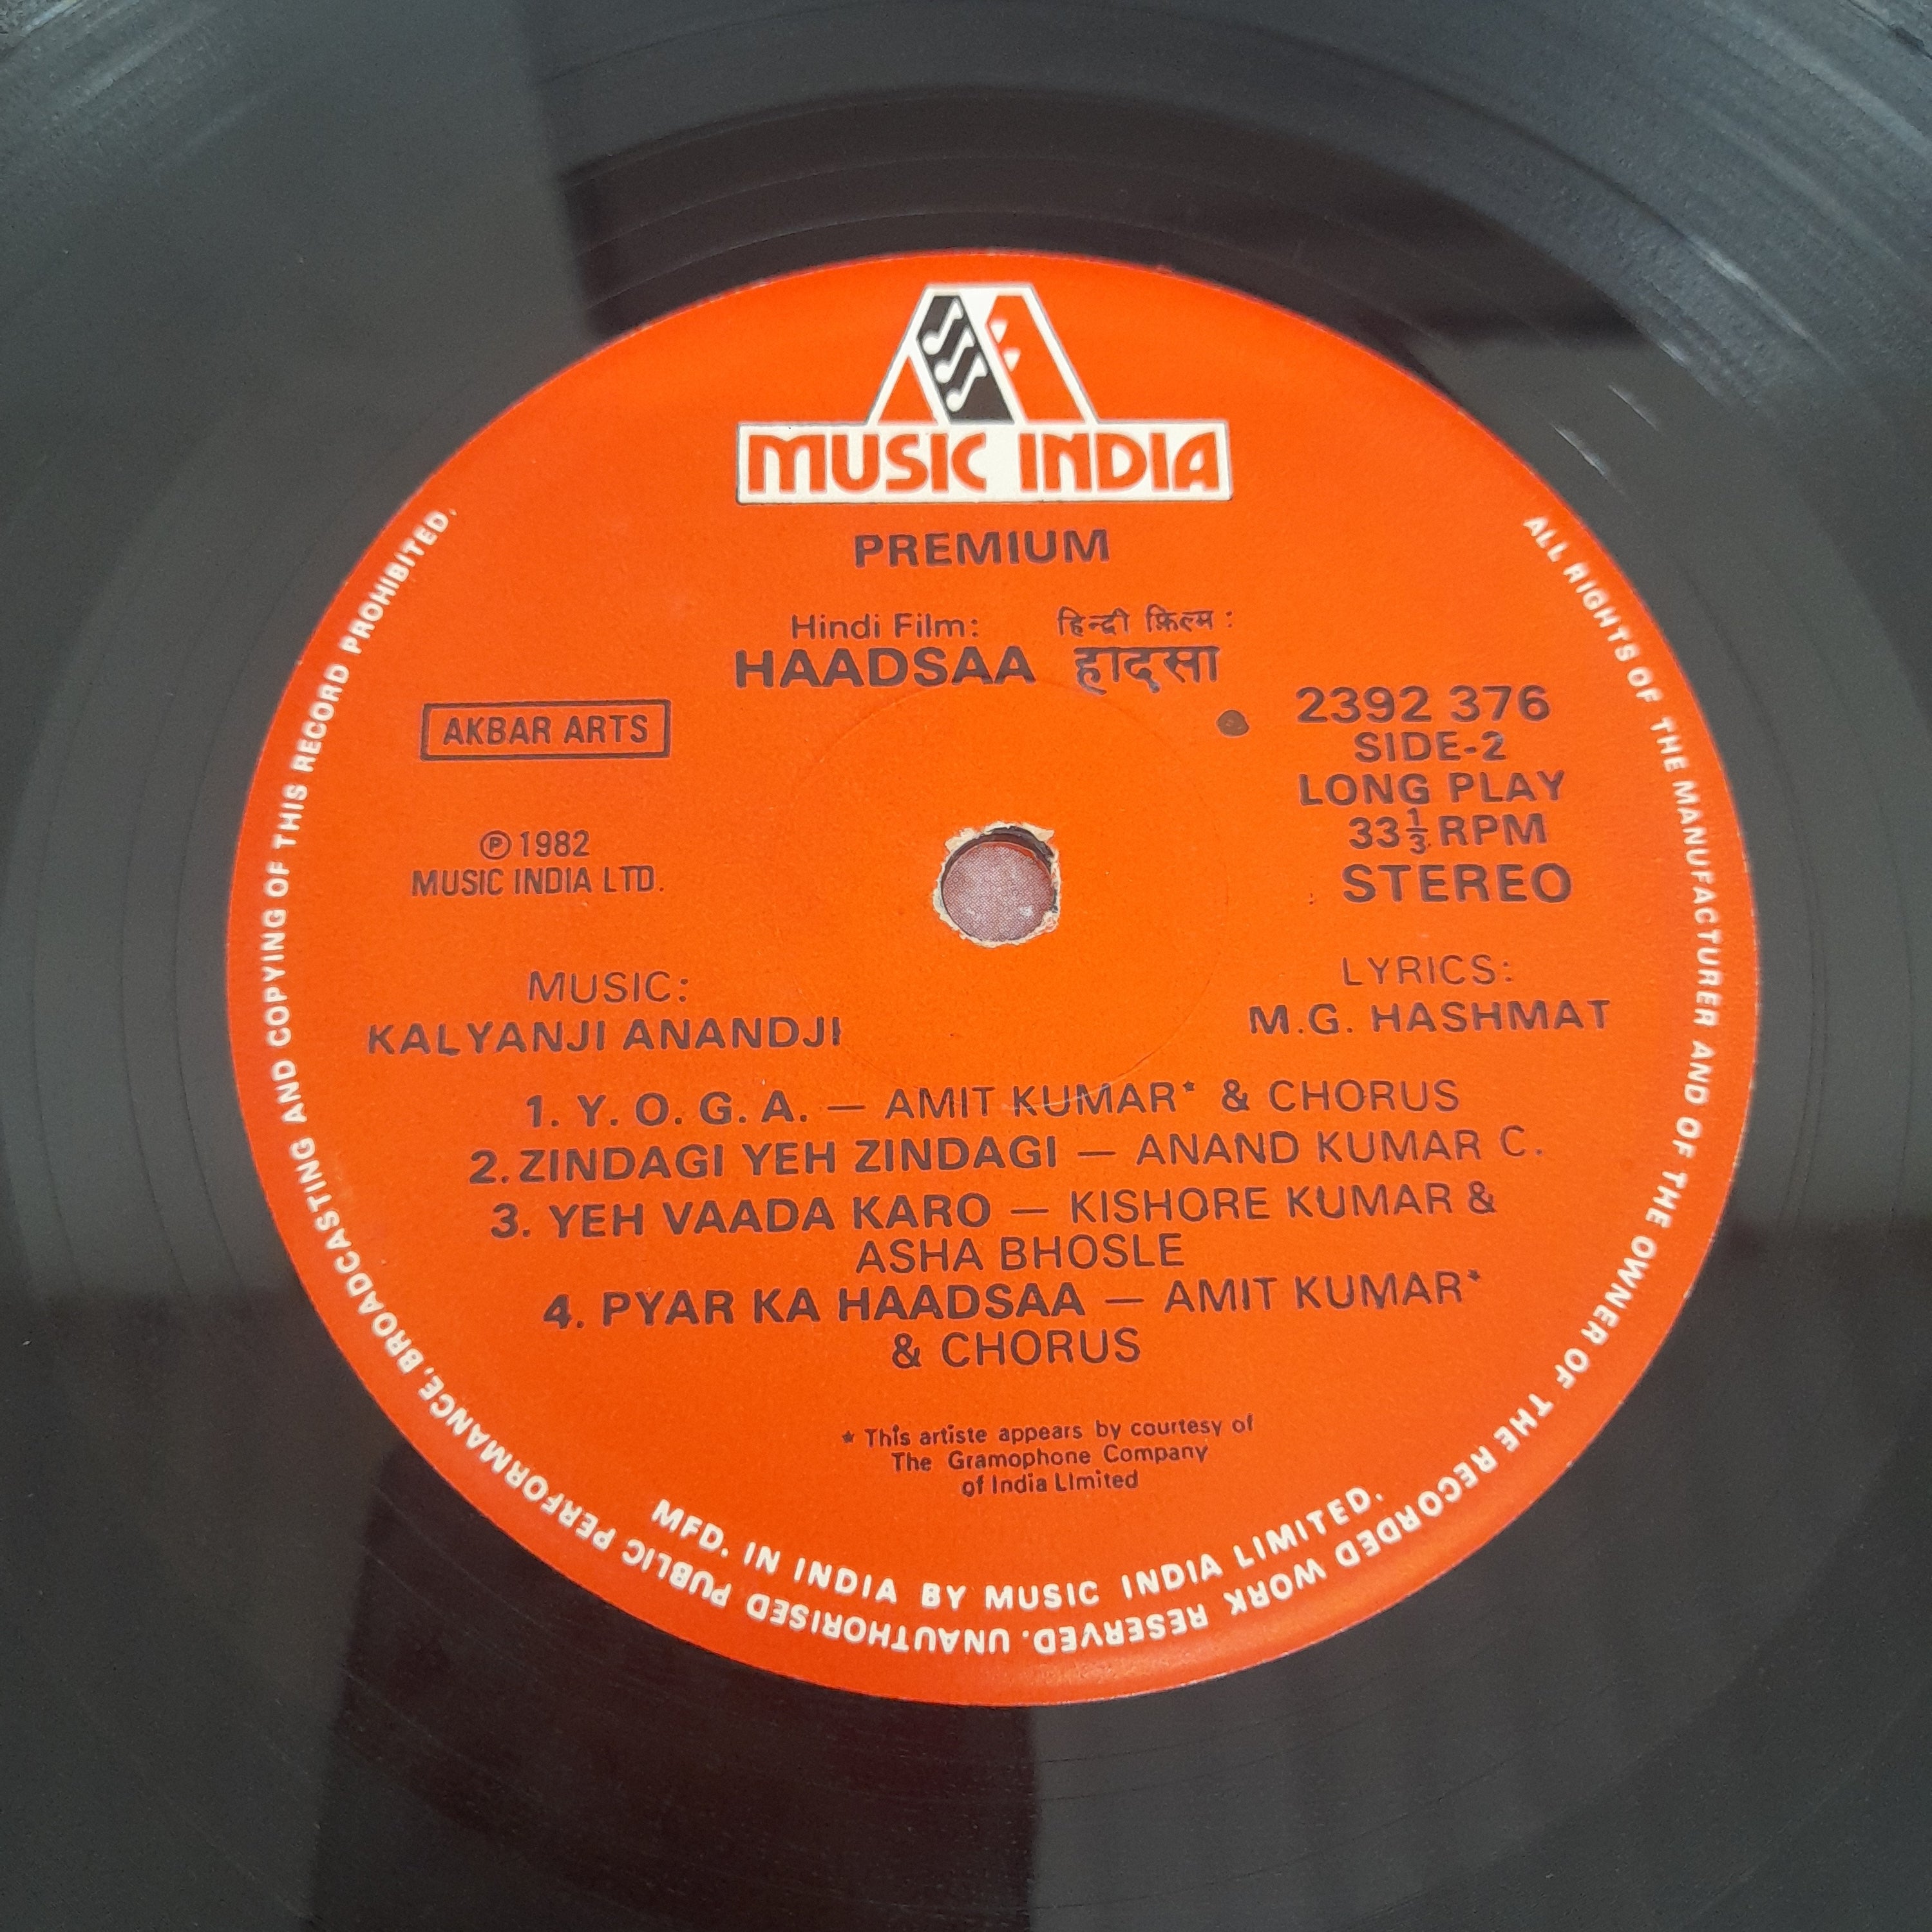 MUSIC INDIA
PREMIUM
Hindi Film: हिन्दी फ़िल्म :
HAADSAA हादसा
AKBAR ARTS
2392 376
SIDE-2
LONG PLAY
33⅓ RPM
STEREO
Ⓟ 1982
MUSIC INDIA LTD.
MUSIC:
KALYANJI ANANDJI
LYRICS:
M.G. HASHMAT
1. Y. O. G. A. — AMIT KUMAR* & CHORUS
2. ZINDAGI YEH ZINDAGI — ANAND KUMAR C.
3. YEH VAADA KARO — KISHORE KUMAR &
ASHA BHOSLE
4. PYAR KA HAADSAA — AMIT KUMAR*
& CHORUS
* This artiste appears by courtesy of
The Gramophone Company
of India LImited
MFD. IN INDIA BY MUSIC INDIA LIMITED.
ALL RIGHTS OF THE MANUFACTURER AND OF THE OWNER OF THE RECORDED WORK RESERVED. UNAUTHORISED PUBLIC PERFORMANCE, BROADCASTING AND COPYING OF THIS RECORD PROHIBITED.